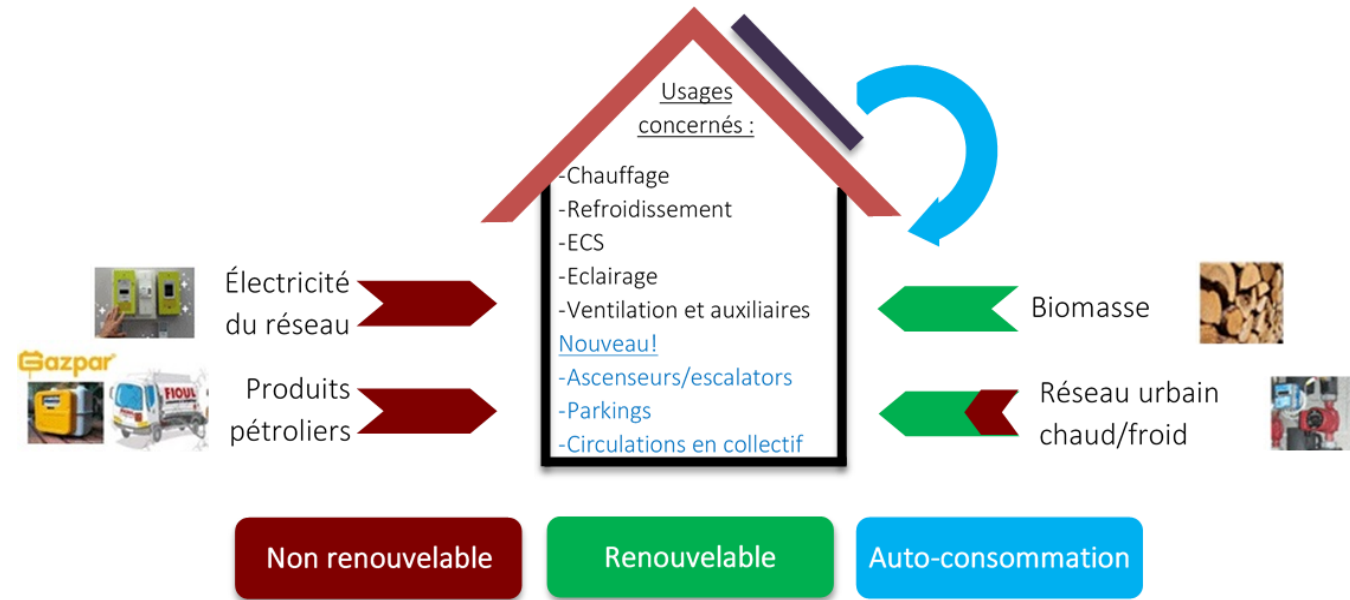 Usages
concernés :
-Chauffage
-Refroidissement
-ECS
-Eclairage
-Ventilation et auxiliaires
Nouveau!
-Ascenseurs/escalators
-Parkings
-Circulations en collectif
Électricité
du réseau
Gazpar
FIOUL
Produits
pétroliers
Biomasse
Réseau urbain
chaud/froid
Non renouvelable
Renouvelable
Auto-consommation